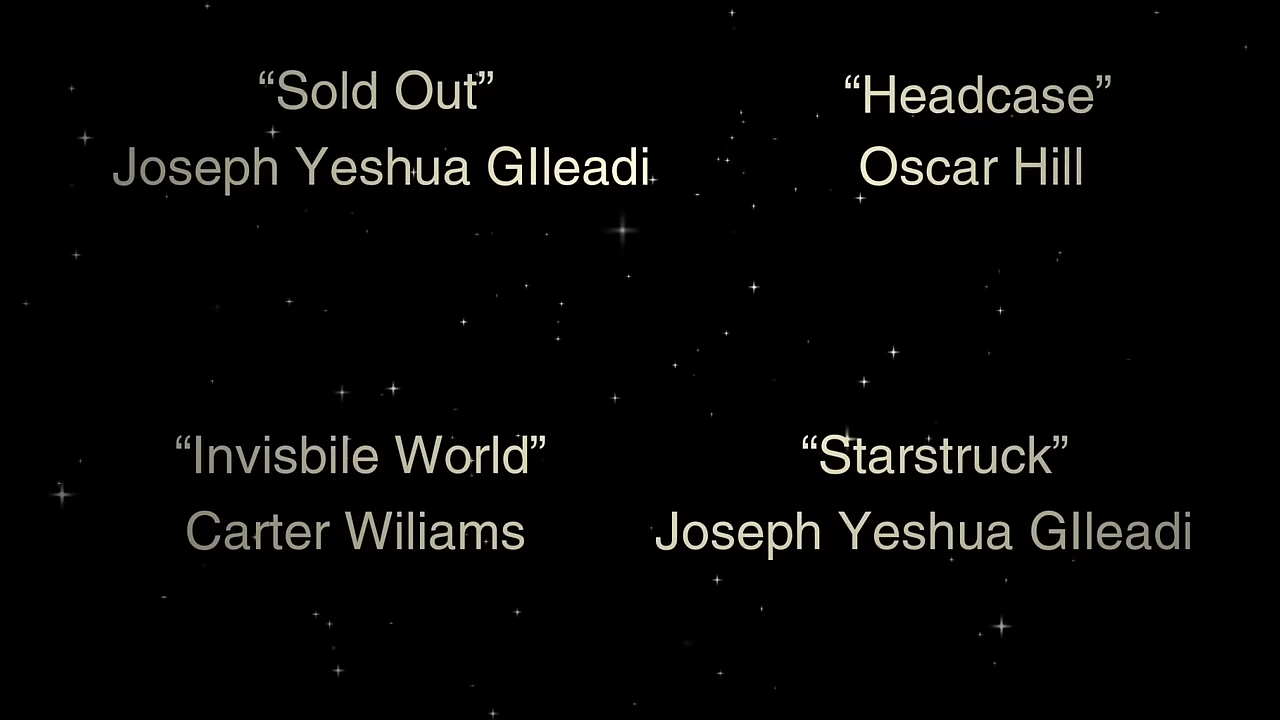 “Sold Out”
Joseph Yeshua GIleadi
“Headcase”
Oscar Hill
“Invisbile World”
Carter Wiliams
“Starstruck”
Joseph Yeshua GIleadi